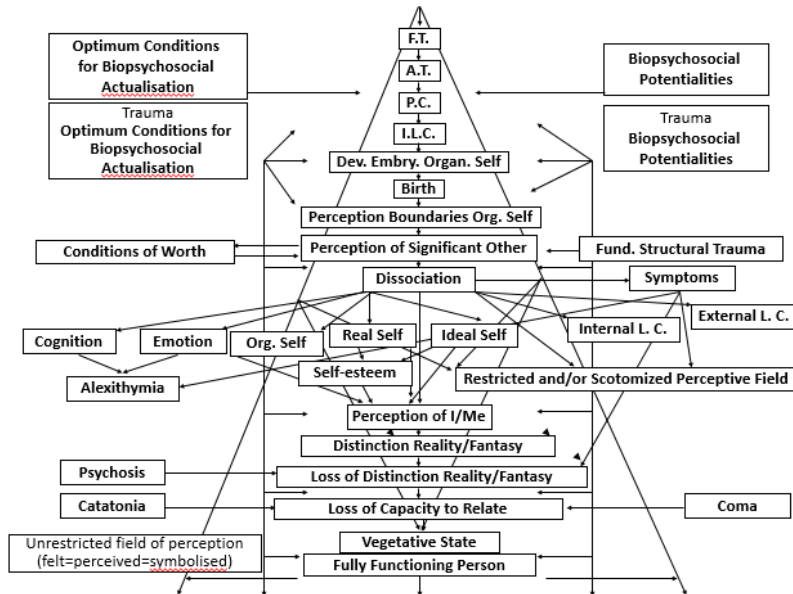 F.T.
Optimum Conditions
for Biopsychosocial
Actualisation
Biopsychosocial
Potentialities
A.T.
P.C.
Trauma
Optimum Conditions for
Biopsychosocial
Actualisation
Trauma
Biopsychosocial
Potentialities
I.L.C.
Dev. Embry. Organ. Self
Birth
Perception Boundaries Org. Self
Conditions of Worth
Perception of Significant Other
Fund. Structural Trauma
Dissociation
Symptoms
External L. C.
Cognition
Emotion
Org. Self
Real Self
Ideal Self
Internal L. C.
Alexithymia
Self-esteem
Restricted and/or Scotomized Perceptive Field
Perception of I/Me
Distinction Reality/Fantasy
Psychosis
Loss of Distinction Reality/Fantasy
Catatonia
Loss of Capacity to Relate
Coma
Unrestricted field of perception
(felt=perceived=symbolised)
Vegetative State
Fully Functioning Person